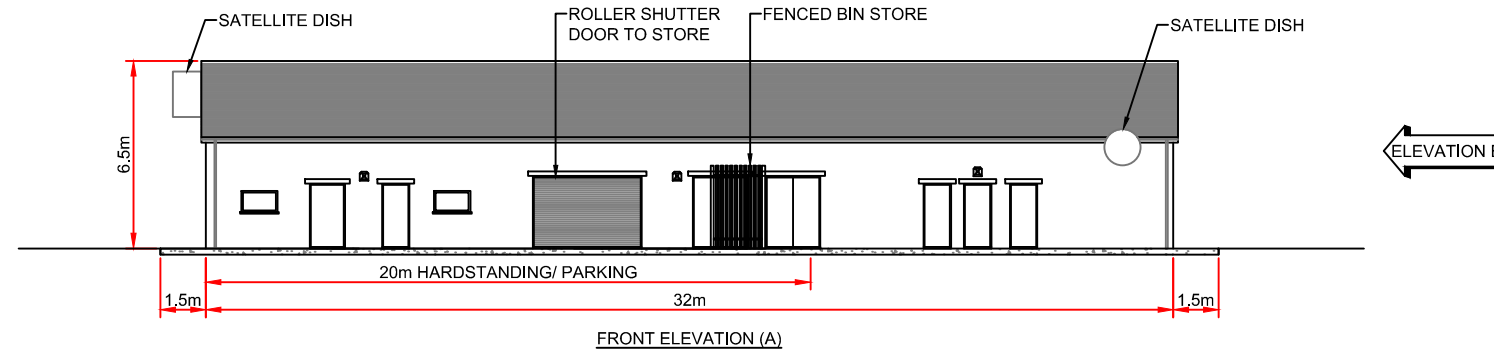 SATELLITE DISH
ROLLER SHUTTER
DOOR TO STORE
FENCED BIN STORE
SATELLITE DISH
6.5m
ELEVATION E
20m HARDSTANDING/ PARKING
1.5m
32m
1.5m
FRONT ELEVATION (A)